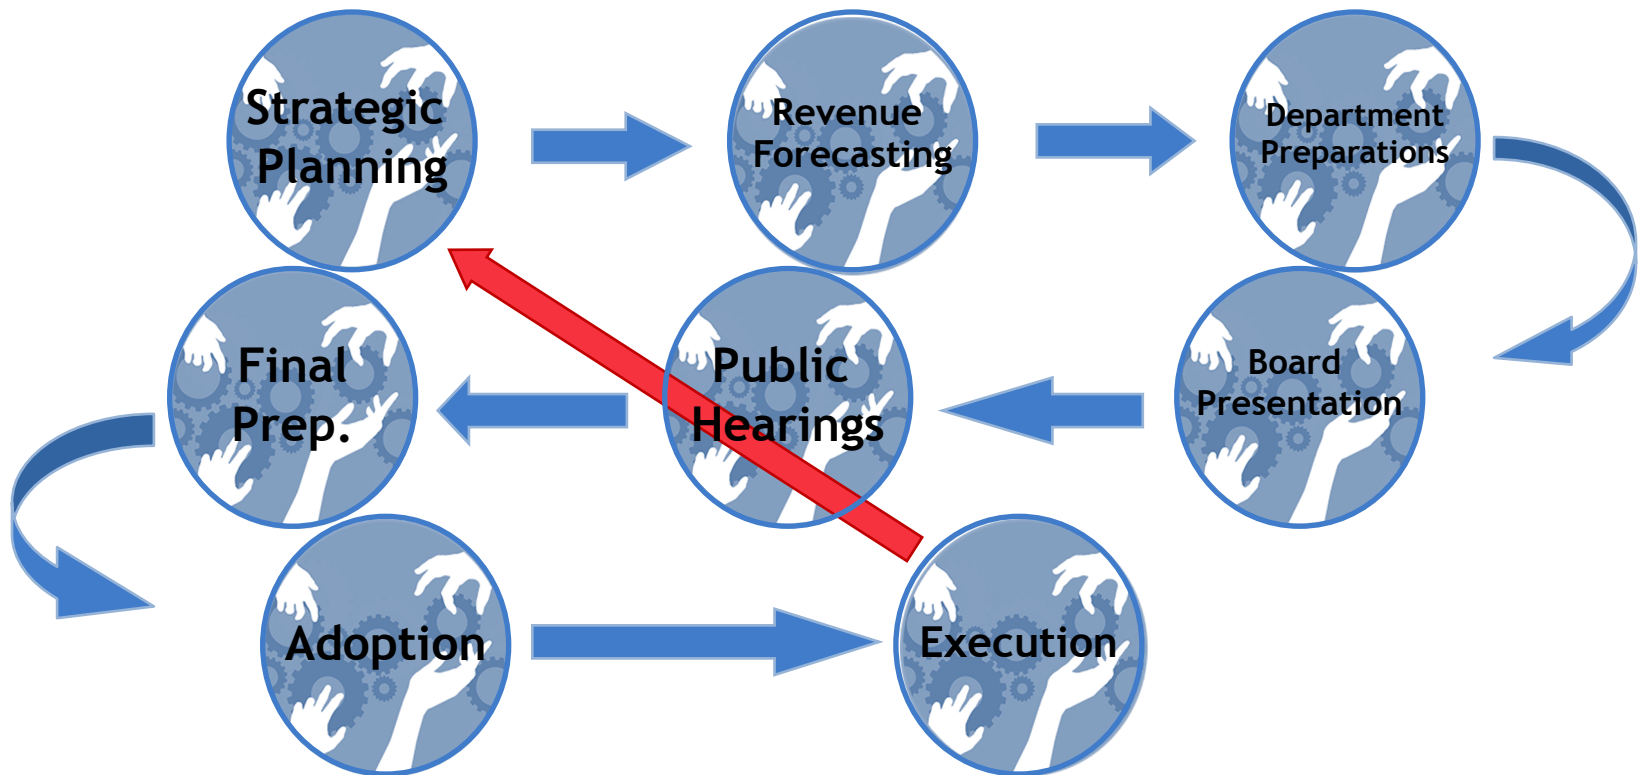 Strategic
Planning
Revenue
Forecasting
Department
Preparations
Final
Prep.
Public
Hearings
Board
Presentation
Adoption
Execution